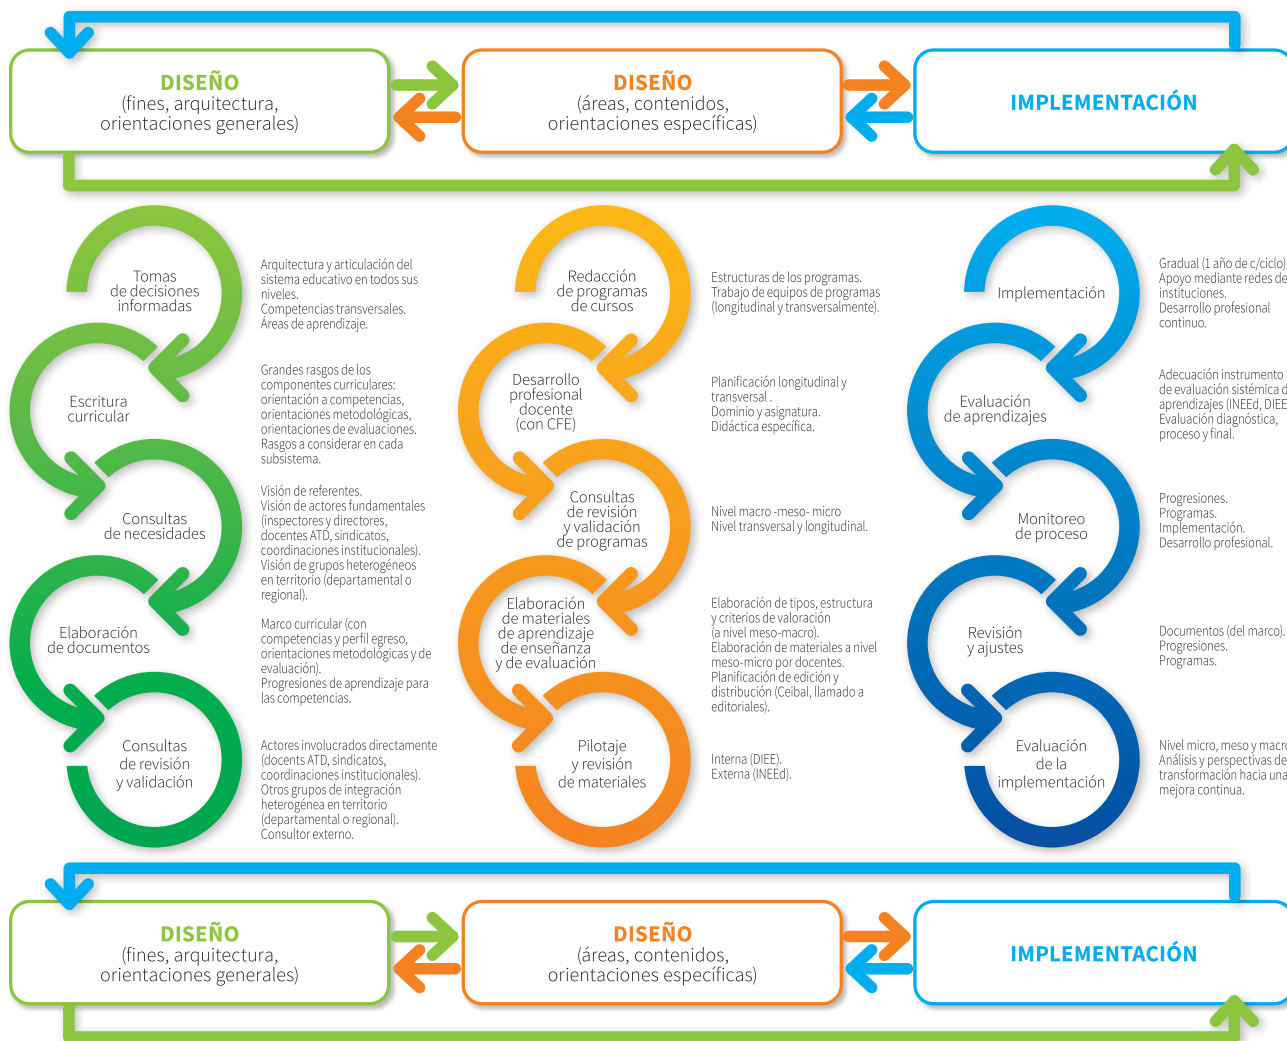 DISEÑO
(fines, arquitectura,
orientaciones generales)
DISEÑO
(áreas, contenidos,
orientaciones específicas)
IMPLEMENTACIÓN
Tomas
de decisiones
informadas
Arquitectura y articulación del
sistema educativo en todos sus
niveles.
Competencias transversales.
Áreas de aprendizaje.
Escritura
curricular
Grandes rasgos de los
componentes curriculares:
orientación a competencias,
orientaciones metodológicas,
orientaciones de evaluaciones.
Rasgos a considerar en cada
subsistema.
Consultas
de necesidades
Visión de referentes.
Visión de actores fundamentales
(inspectores y directores,
docentes ATD, sindicatos,
coordinaciones institucionales).
Visión de grupos heterogéneos
en territorio (departamental o
regional).
Elaboración
de documentos
Marco curricular (con
competencias y perfil egreso,
orientaciones metodológicas y de
evaluación).
Progresiones de aprendizaje para
las competencias.
Consultas
de revisión
y validación
Actores involucrados directamente
(docents ATD, sindicatos,
coordinaciones institucionales).
Otros grupos de integración
heterogénea en territorio
(departamental o regional).
Consultor externo.
Redacción
de programas
de cursos
Estructuras de los programas.
Trabajo de equipos de programas
(longitudinal y transversalmente).
Desarrollo
profesional
docente
(con CFE)
Planificación longitudinal y
transversal .
Dominio y asignatura.
Didáctica específica.
Consultas
de revisión
y validación
de programas
Nivel macro -meso- micro
Nivel transversal y longitudinal.
Elaboración
de materiales
de aprendizaje
de enseñanza
y de evaluación
Elaboración de tipos, estructura
y criterios de valoración
(a nivel meso-macro).
Elaboración de materiales a nivel
meso-micro por docentes.
Planificación de edición y
distribución (Ceibal, llamado a
editoriales).
Pilotaje
y revisión
de materiales
Interna (DIEE).
Externa (INEEd).
Implementación
Gradual (1 año de c/ciclo)
Apoyo mediante redes de
instituciones.
Desarrollo profesional
continuo.
Evaluación
de aprendizajes
Adecuación instrumento
de evaluación sistémica d
aprendizajes (INEEd, DIEE
Evaluación diagnóstica,
proceso y final.
Monitoreo
de proceso
Progresiones.
Programas.
Implementación.
Desarrollo profesional.
Revisión
y ajustes
Documentos (del marco).
Progresiones.
Programas.
Evaluación
de la
implementación
Nivel micro, meso y macro
Análisis y perspectivas de
transformación hacia una
mejora continua.
DISEÑO
(fines, arquitectura,
orientaciones generales)
DISEÑO
(áreas, contenidos,
orientaciones específicas)
IMPLEMENTACIÓN